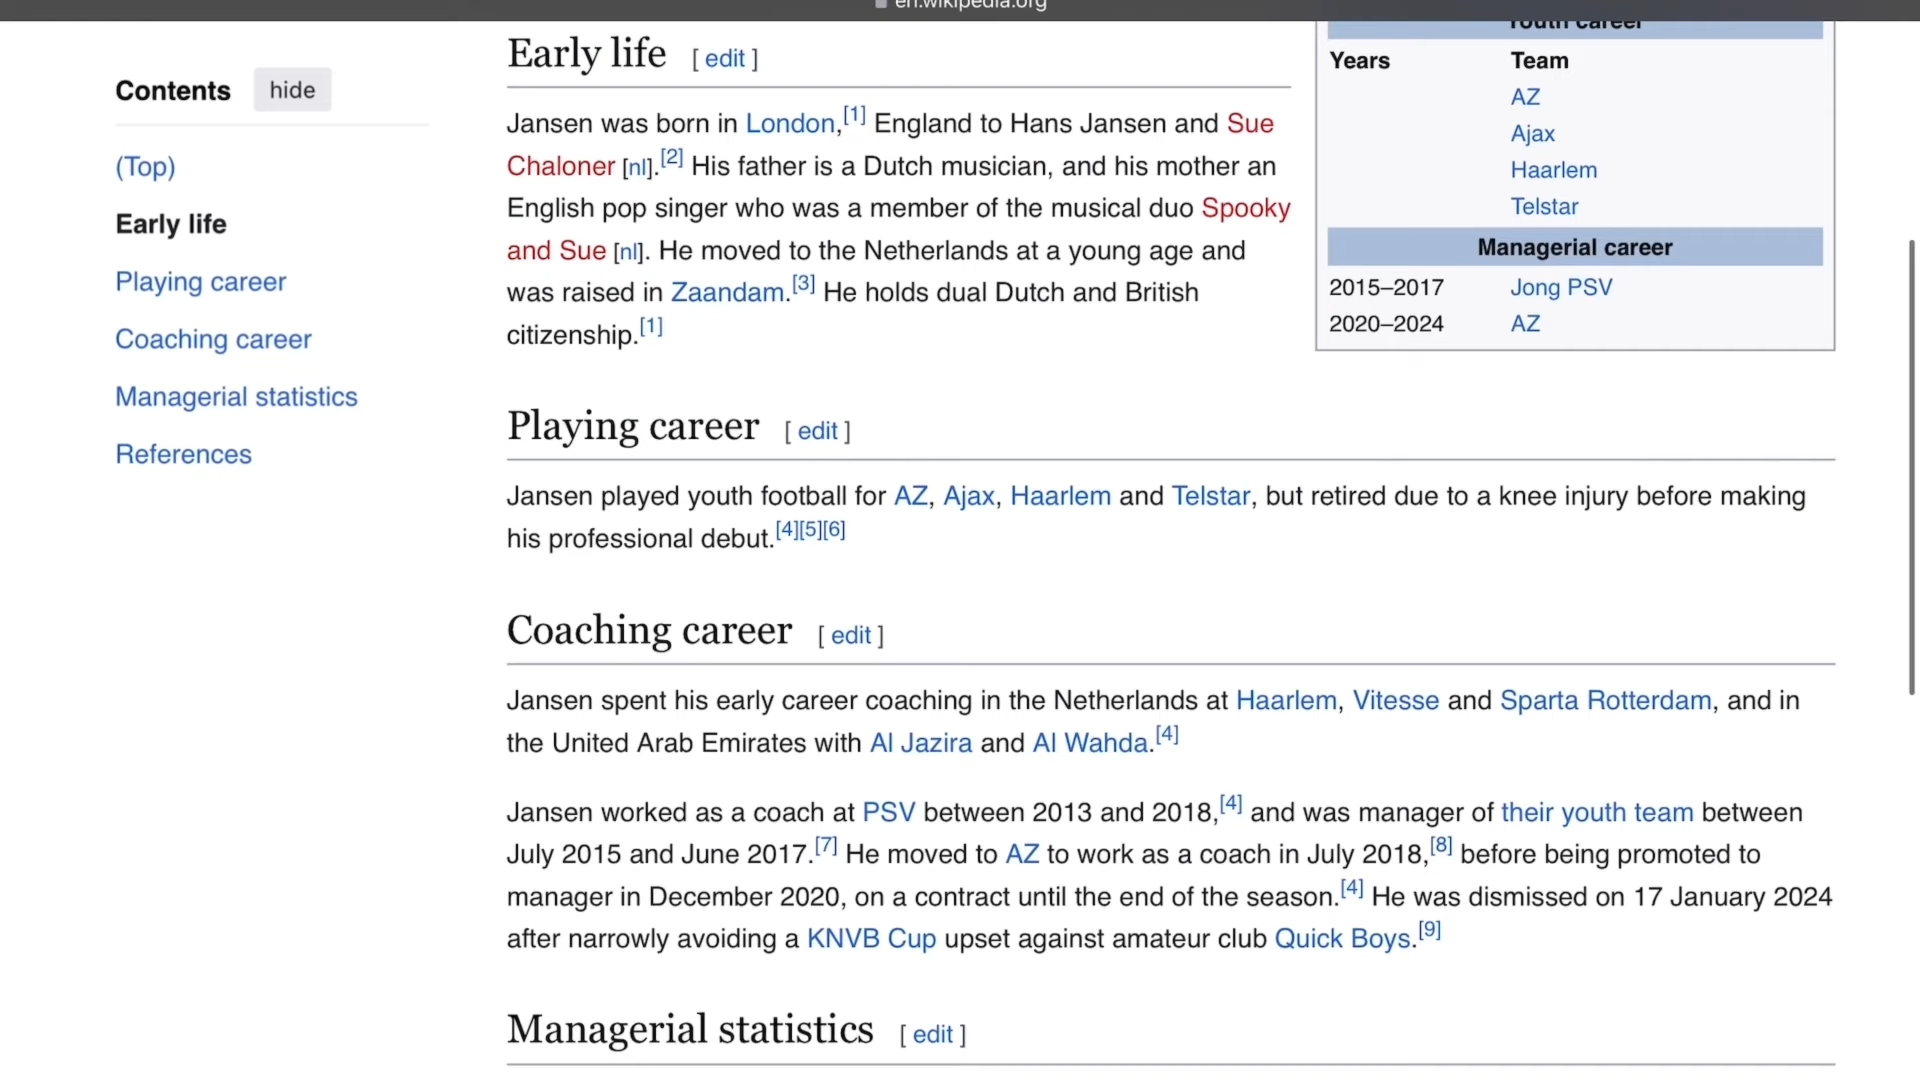 en.wikipedia.org
Contents hide
(Top)
Early life
Playing career
Coaching career
Managerial statistics
References
Early life [ edit ]
Jansen was born in London,[1] England to Hans Jansen and Sue
Chaloner [nl].[2] His father is a Dutch musician, and his mother an
English pop singer who was a member of the musical duo Spooky
and Sue [nl]. He moved to the Netherlands at a young age and
was raised in Zaandam.[3] He holds dual Dutch and British
citizenship.[1]
Youth career
Years Team
AZ
Ajax
Haarlem
Telstar
Managerial career
2015–2017 Jong PSV
2020–2024 AZ
Playing career [ edit ]
Jansen played youth football for AZ, Ajax, Haarlem and Telstar, but retired due to a knee injury before making
his professional debut.[4][5][6]
Coaching career [ edit ]
Jansen spent his early career coaching in the Netherlands at Haarlem, Vitesse and Sparta Rotterdam, and in
the United Arab Emirates with Al Jazira and Al Wahda.[4]
Jansen worked as a coach at PSV between 2013 and 2018,[4] and was manager of their youth team between
July 2015 and June 2017.[7] He moved to AZ to work as a coach in July 2018,[8] before being promoted to
manager in December 2020, on a contract until the end of the season.[4] He was dismissed on 17 January 2024
after narrowly avoiding a KNVB Cup upset against amateur club Quick Boys.[9]
Managerial statistics [ edit ]